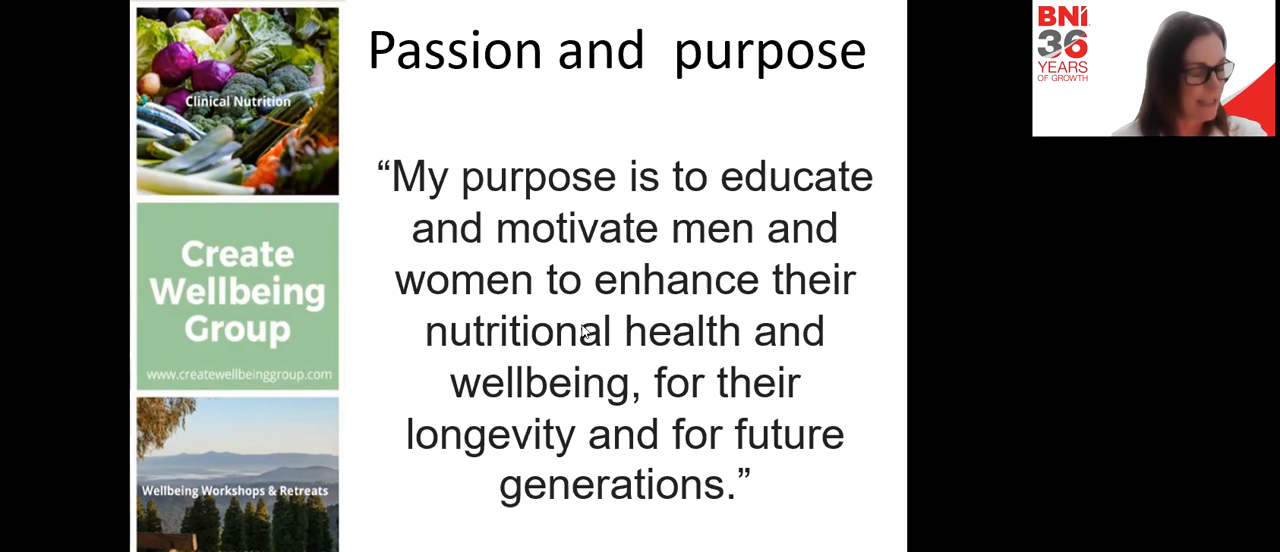 Passion and purpose
Clinical Nutrition
Create
Wellbeing
Group
www.createwellbeinggroup.com
Wellbeing Workshops & Retreats
“My purpose is to educate
and motivate men and
women to enhance their
nutritional health and
wellbeing, for their
longevity and for future
generations.”
BNI
36
YEARS
OF GROWTH